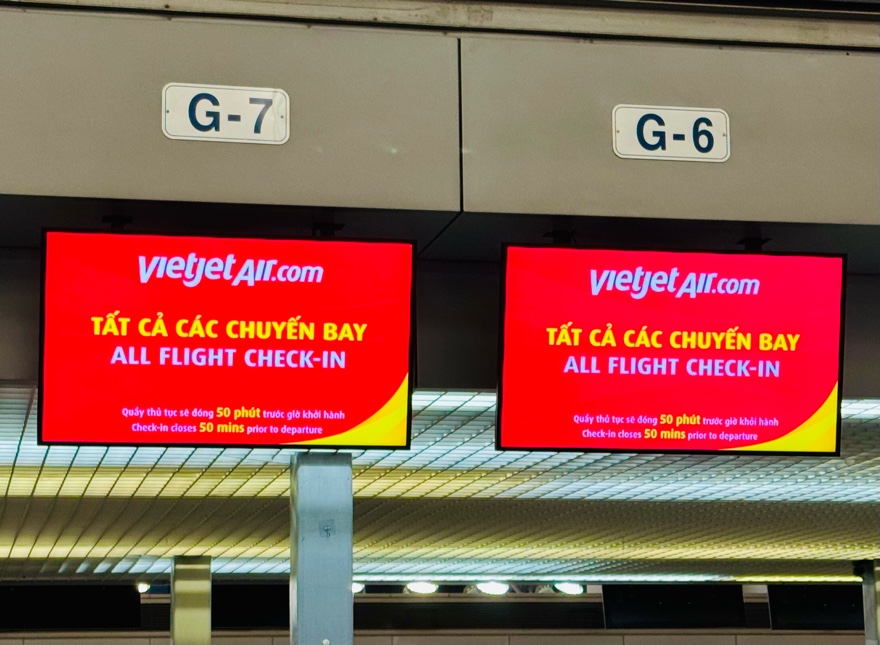 G-7
vietjetAir.com
TẤT CẢ CÁC CHUYẾN BAY
ALL FLIGHT CHECK-IN
Quầy thủ tục sẽ đóng 50 phút trước giờ khởi hành
Check-in closes 50 mins prior to departure
G-6
vietjetAir.com
TẤT CẢ CÁC CHUYẾN BAY
ALL FLIGHT CHECK-IN
Quầy thủ tục sẽ đóng 50 phút trước giờ khởi hành
Check-in closes 50 mins prior to departure